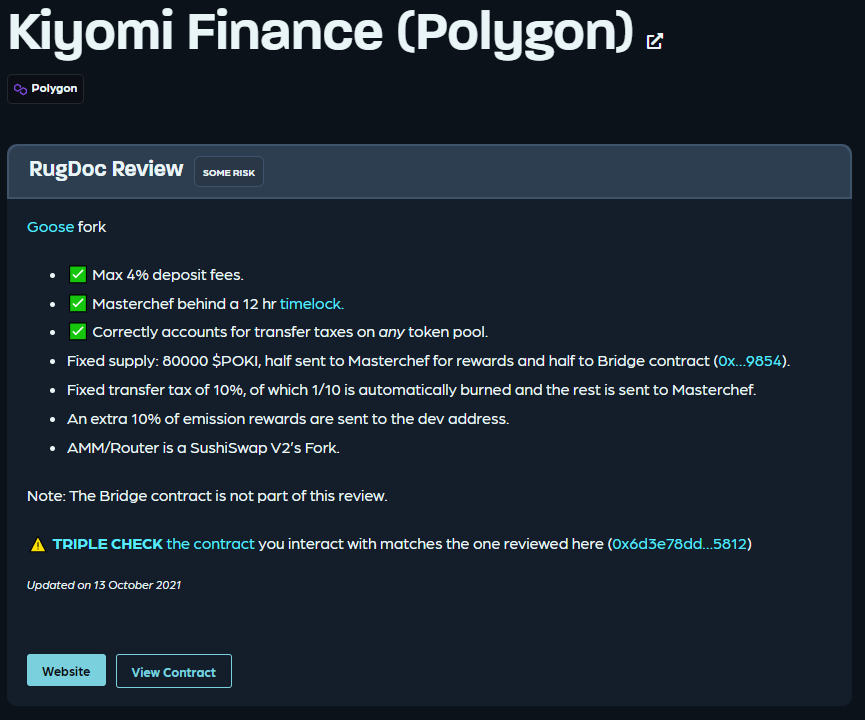 Kiyomi Finance (Polygon)
Polygon
RugDoc Review SOME RISK
Goose fork
• ✅ Max 4% deposit fees.
• ✅ Masterchef behind a 12 hr timelock.
• ✅ Correctly accounts for transfer taxes on any token pool.
• Fixed supply: 80000 $POKI, half sent to Masterchef for rewards and half to Bridge contract (0x...9854).
• Fixed transfer tax of 10%, of which 1/10 is automatically burned and the rest is sent to Masterchef.
• An extra 10% of emission rewards are sent to the dev address.
• AMM/Router is a SushiSwap V2’s Fork.
Note: The Bridge contract is not part of this review.
⚠️ TRIPLE CHECK the contract you interact with matches the one reviewed here (0x6d3e78dd...5812)
Updated on 13 October 2021
Website View Contract